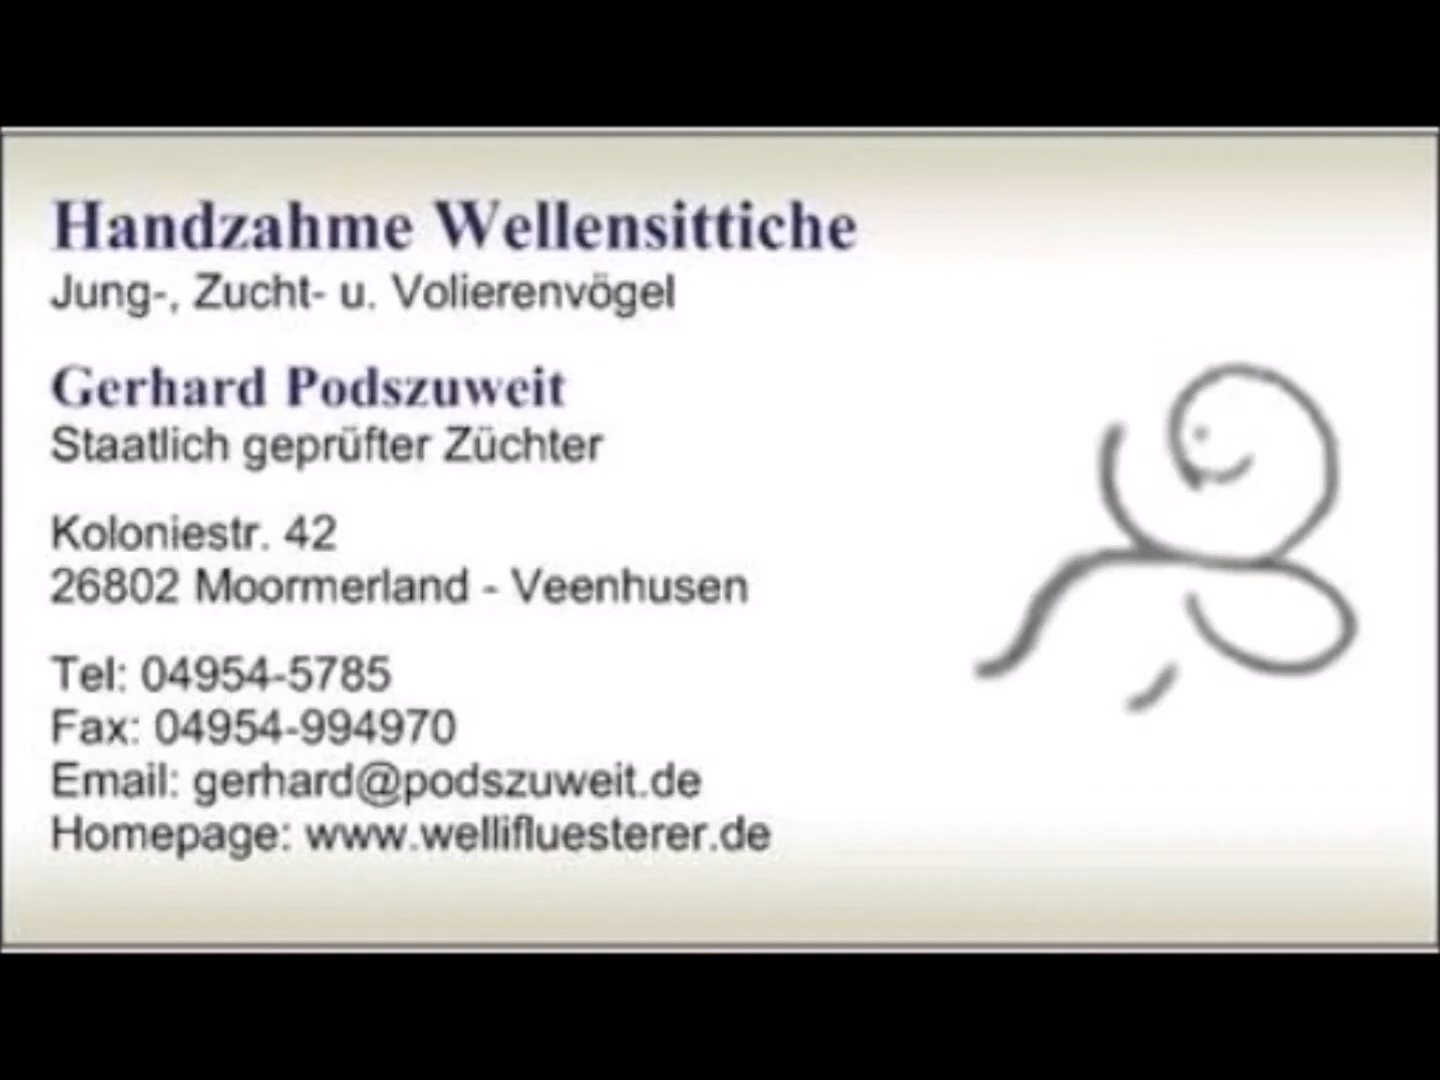 Handzahme Wellensittiche
Jung-, Zucht- u. Volierenvögel
Gerhard Podszuweit
Staatlich geprüfter Züchter
Koloniestr. 42
26802 Moormerland - Veenhusen
Tel: 04954-5785
Fax: 04954-994970
Email: gerhard@podszuweit.de
Homepage: www.wellifluesterer.de